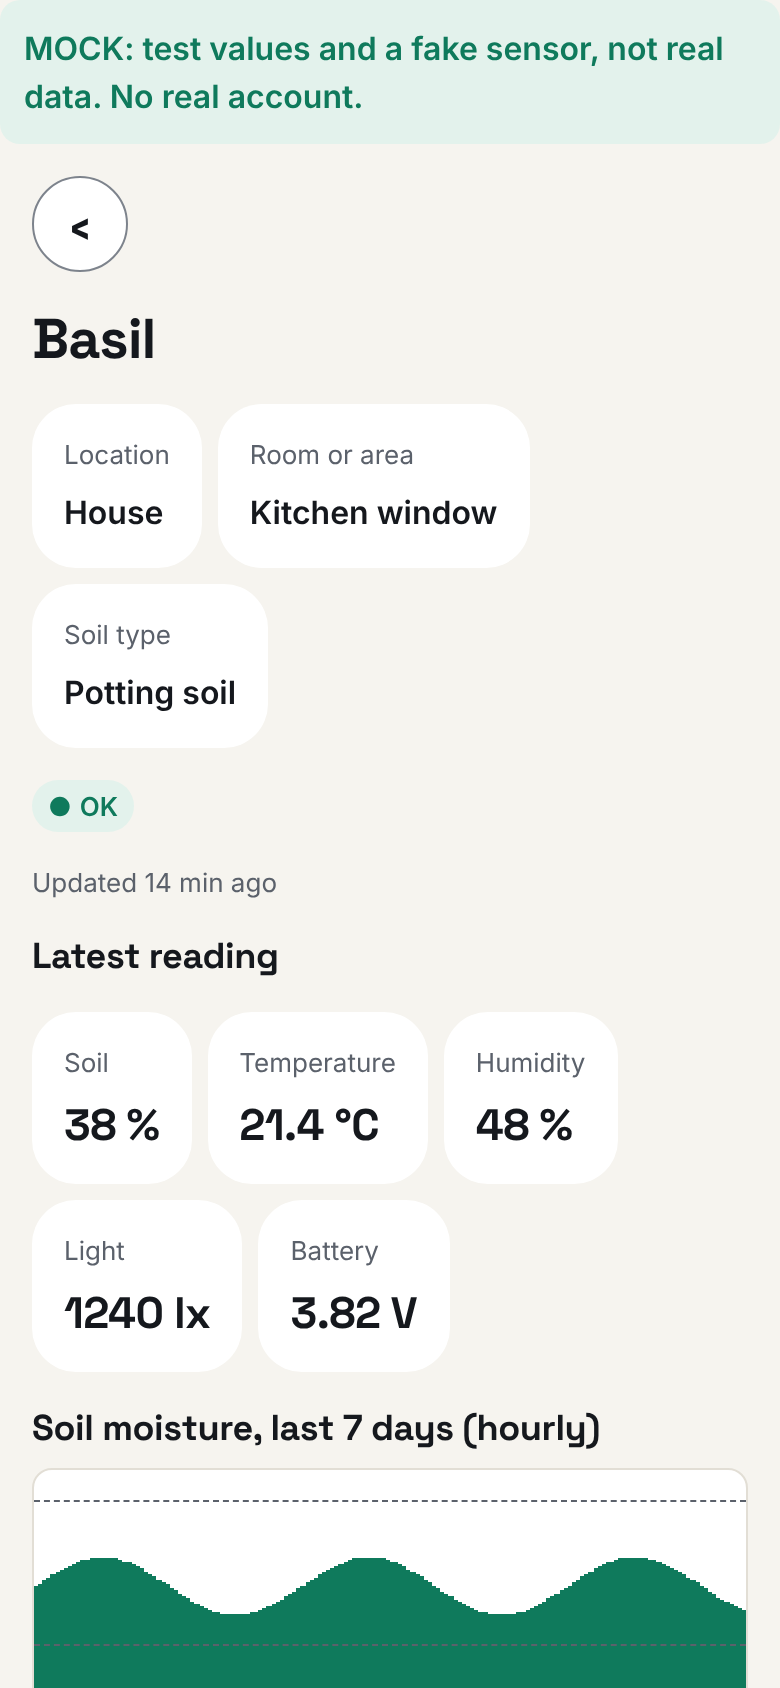 MOCK: test values and a fake sensor, not real
data. No real account.
<
Basil
Location
House
Room or area
Kitchen window
Soil type
Potting soil
OK
Updated 14 min ago
Latest reading
Soil
38 %
Temperature
21.4 °C
Humidity
48 %
Light
1240 lx
Battery
3.82 V
Soil moisture, last 7 days (hourly)